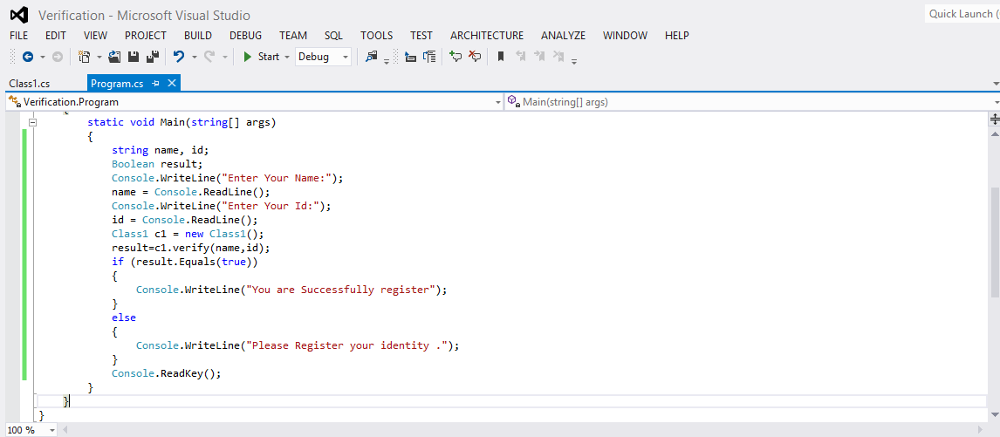 Verification - Microsoft Visual Studio
Quick Launch (
FILE EDIT VIEW PROJECT BUILD DEBUG TEAM SQL TOOLS TEST ARCHITECTURE ANALYZE WINDOW HELP
Start Debug
Class1.cs Program.cs
Verification.Program Main(string[] args)
{
static void Main(string[] args)
{
string name, id;
Boolean result;
Console.WriteLine("Enter Your Name:");
name = Console.ReadLine();
Console.WriteLine("Enter Your Id:");
id = Console.ReadLine();
Class1 c1 = new Class1();
result=c1.verify(name,id);
if (result.Equals(true))
{
Console.WriteLine("You are Successfully register");
}
else
{
Console.WriteLine("Please Register your identity .");
}
Console.ReadKey();
}
}
}
100 %